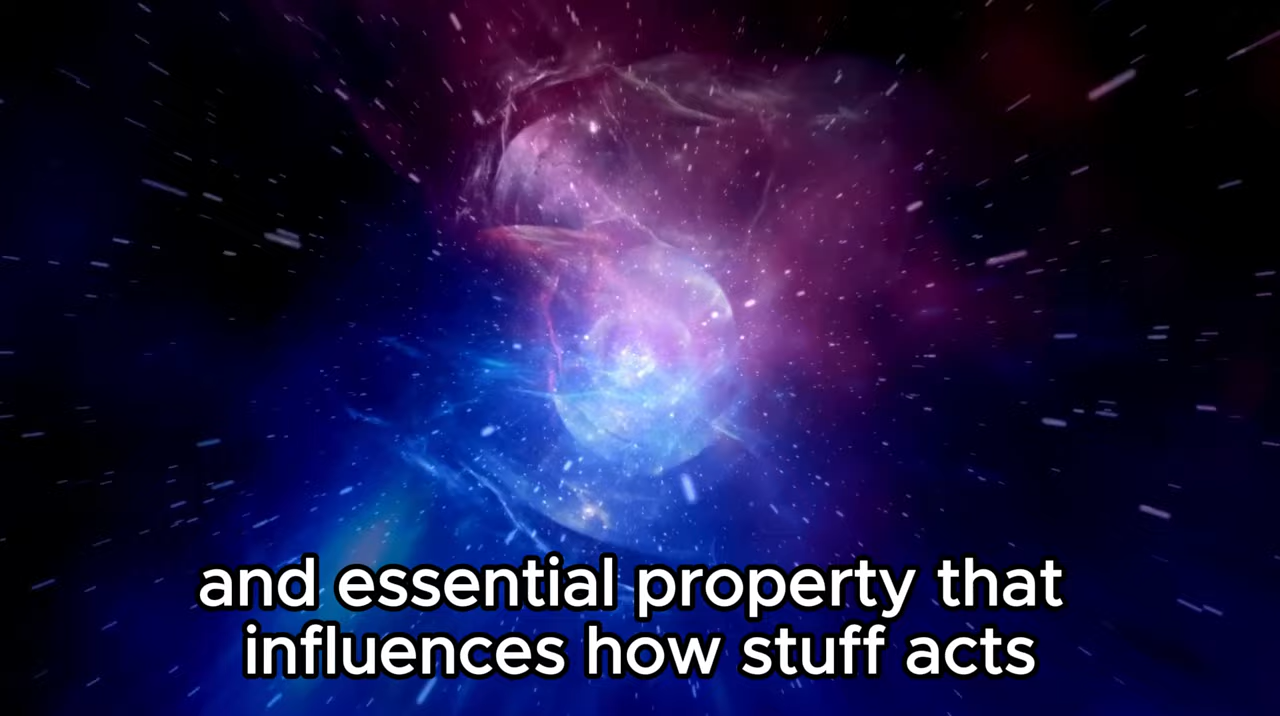 and essential property that
influences how stuff acts